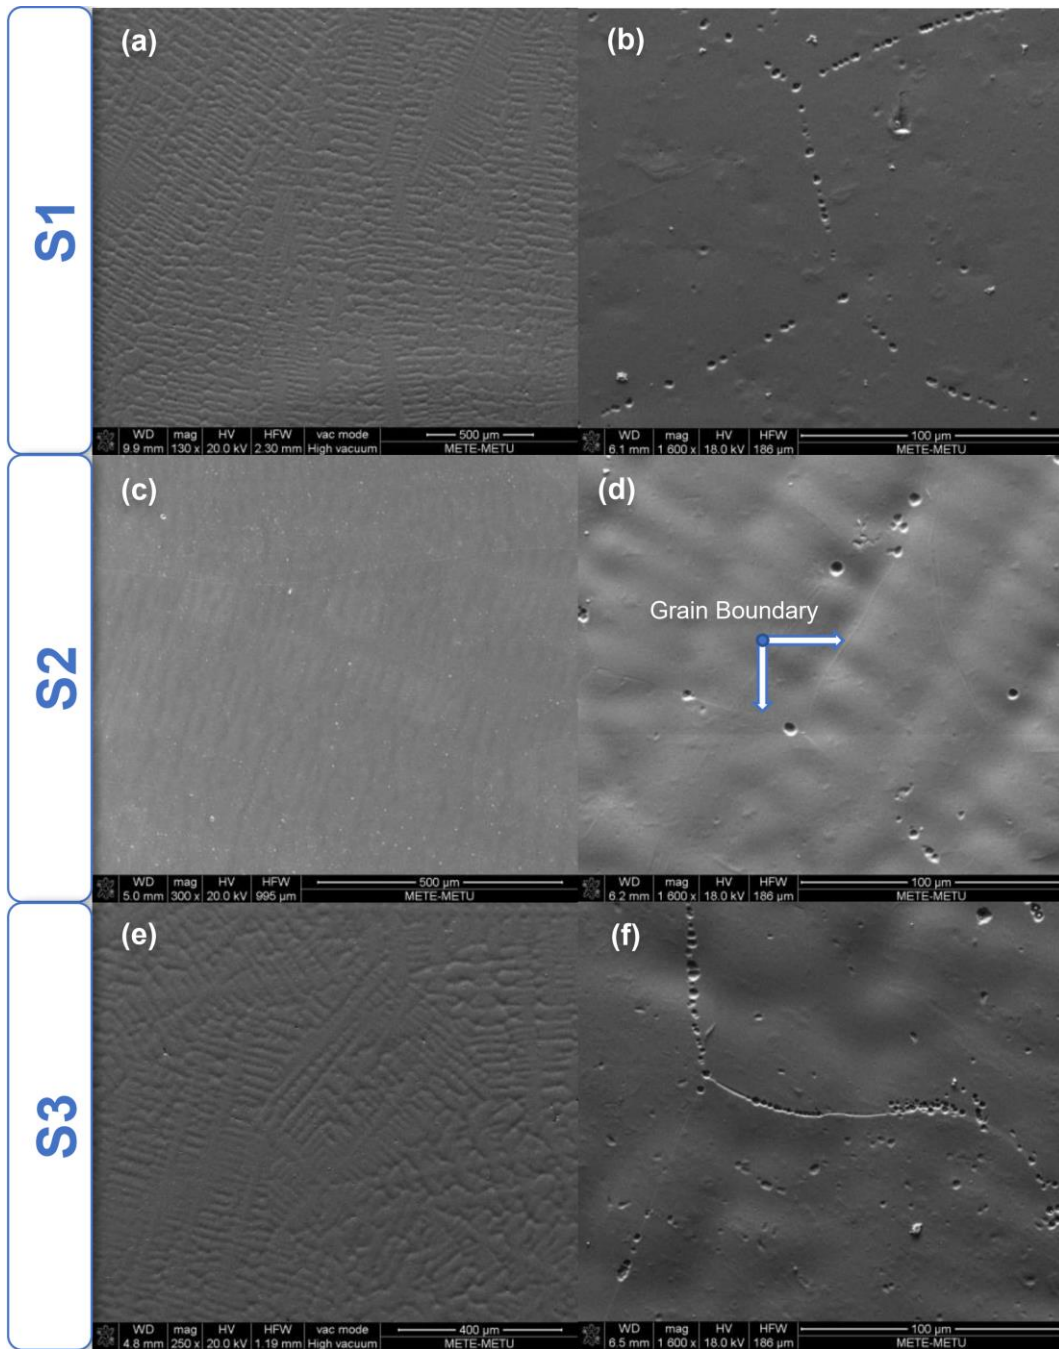 S1
(a)
WD mag HV HFW vac mode 500 µm
9.9 mm 130 x 20.0 kV 2.30 mm High vacuum METE-METU
(b)
WD mag HV HFW 100 µm
6.1 mm 1 600 x 18.0 kV 186 µm METE-METU
S2
(c)
WD mag HV HFW 500 µm
5.0 mm 300 x 20.0 kV 995 µm METE-METU
(d)
Grain Boundary
WD mag HV HFW 100 µm
6.2 mm 1 600 x 18.0 kV 186 µm METE-METU
S3
(e)
WD mag HV HFW vac mode 400 µm
4.8 mm 250 x 20.0 kV 1.19 mm High vacuum METE-METU
(f)
WD mag HV HFW 100 µm
6.5 mm 1 600 x 18.0 kV 186 µm METE-METU